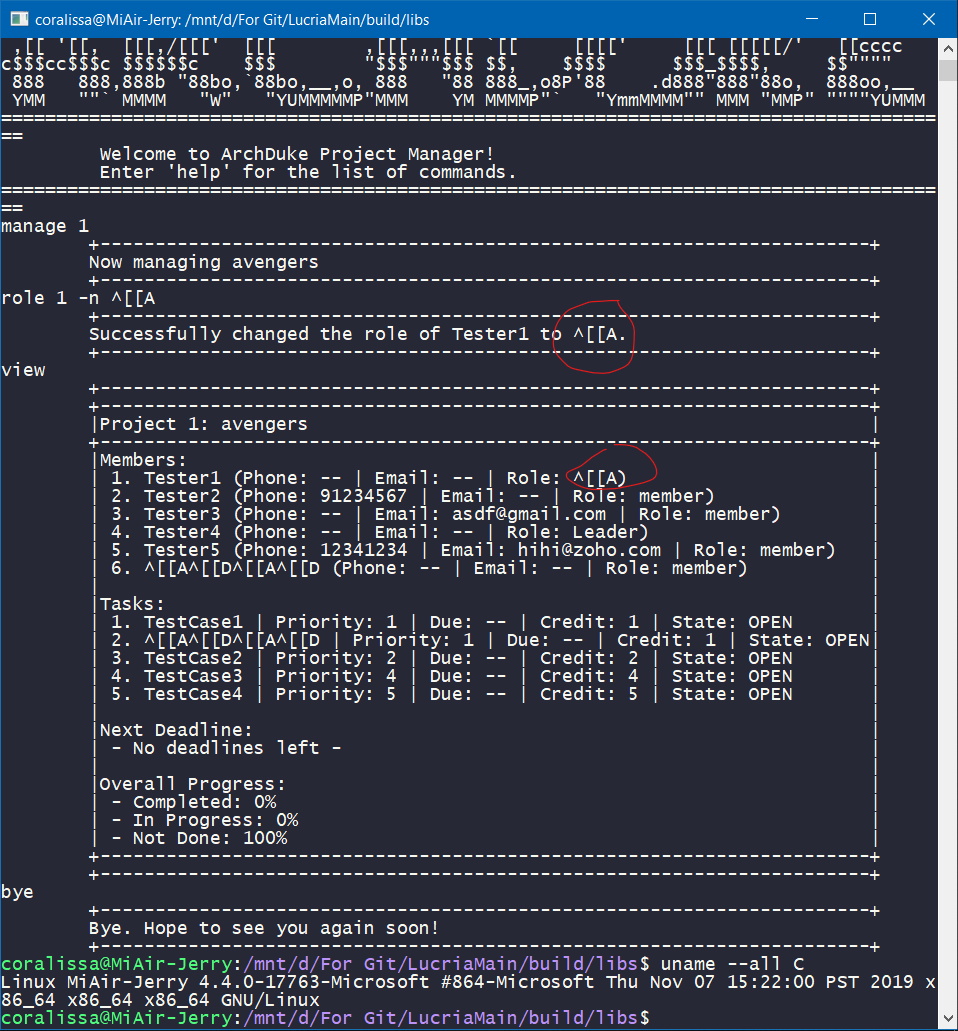 coralissa@MiAir-Jerry: /mnt/d/For Git/LucriaMain/build/libs
,[[ '[[,  [[[,/[[['  [[[        ,[[[,,,[[[ `[[     [[[['     [[[ [[[[[/'   [[cccc
c$$$cc$$$c $$$$$$c    $$$        "$$$"""$$$ $$,    $$$$      $$$_$$$$,     $$""""
 888   888,888b "88bo,`88bo,__,o, 888   "88 888_,o8P'88    .d888"888"88o,  888oo,__
 YMM   ""` MMMM   "W"   "YUMMMMMP"MMM    YM MMMMP"`   "YmmMMMM"" MMM "MMP" """"YUMMM
=====================================================================================
==
         Welcome to ArchDuke Project Manager!
         Enter 'help' for the list of commands.
=====================================================================================
==
manage 1
        +----------------------------------------------------------------------+
        Now managing avengers
        +----------------------------------------------------------------------+
role 1 -n ^[[A
        +----------------------------------------------------------------------+
        Successfully changed the role of Tester1 to ^[[A.
        +----------------------------------------------------------------------+
view
        +----------------------------------------------------------------------+
        +----------------------------------------------------------------------+
        |Project 1: avengers                                                   |
        +----------------------------------------------------------------------+
        |Members:                                                              |
        | 1. Tester1 (Phone: -- | Email: -- | Role: ^[[A)                      |
        | 2. Tester2 (Phone: 91234567 | Email: -- | Role: member)              |
        | 3. Tester3 (Phone: -- | Email: asdf@gmail.com | Role: member)        |
        | 4. Tester4 (Phone: -- | Email: -- | Role: Leader)                    |
        | 5. Tester5 (Phone: 12341234 | Email: hihi@zoho.com | Role: member)   |
        | 6. ^[[A^[[D^[[A^[[D (Phone: -- | Email: -- | Role: member)           |
        |                                                                      |
        |Tasks:                                                                |
        | 1. TestCase1 | Priority: 1 | Due: -- | Credit: 1 | State: OPEN       |
        | 2. ^[[A^[[D^[[A^[[D | Priority: 1 | Due: -- | Credit: 1 | State: OPEN|
        | 3. TestCase2 | Priority: 2 | Due: -- | Credit: 2 | State: OPEN       |
        | 4. TestCase3 | Priority: 4 | Due: -- | Credit: 4 | State: OPEN       |
        | 5. TestCase4 | Priority: 5 | Due: -- | Credit: 5 | State: OPEN       |
        |                                                                      |
        |Next Deadline:                                                        |
        | - No deadlines left -                                                |
        |                                                                      |
        |Overall Progress:                                                     |
        | - Completed: 0%                                                      |
        | - In Progress: 0%                                                    |
        | - Not Done: 100%                                                     |
        +----------------------------------------------------------------------+
        +----------------------------------------------------------------------+
bye
        +----------------------------------------------------------------------+
        Bye. Hope to see you again soon!
        +----------------------------------------------------------------------+
coralissa@MiAir-Jerry:/mnt/d/For Git/LucriaMain/build/libs$ uname --all C
Linux MiAir-Jerry 4.4.0-17763-Microsoft #864-Microsoft Thu Nov 07 15:22:00 PST 2019 x
86_64 x86_64 x86_64 GNU/Linux
coralissa@MiAir-Jerry:/mnt/d/For Git/LucriaMain/build/libs$